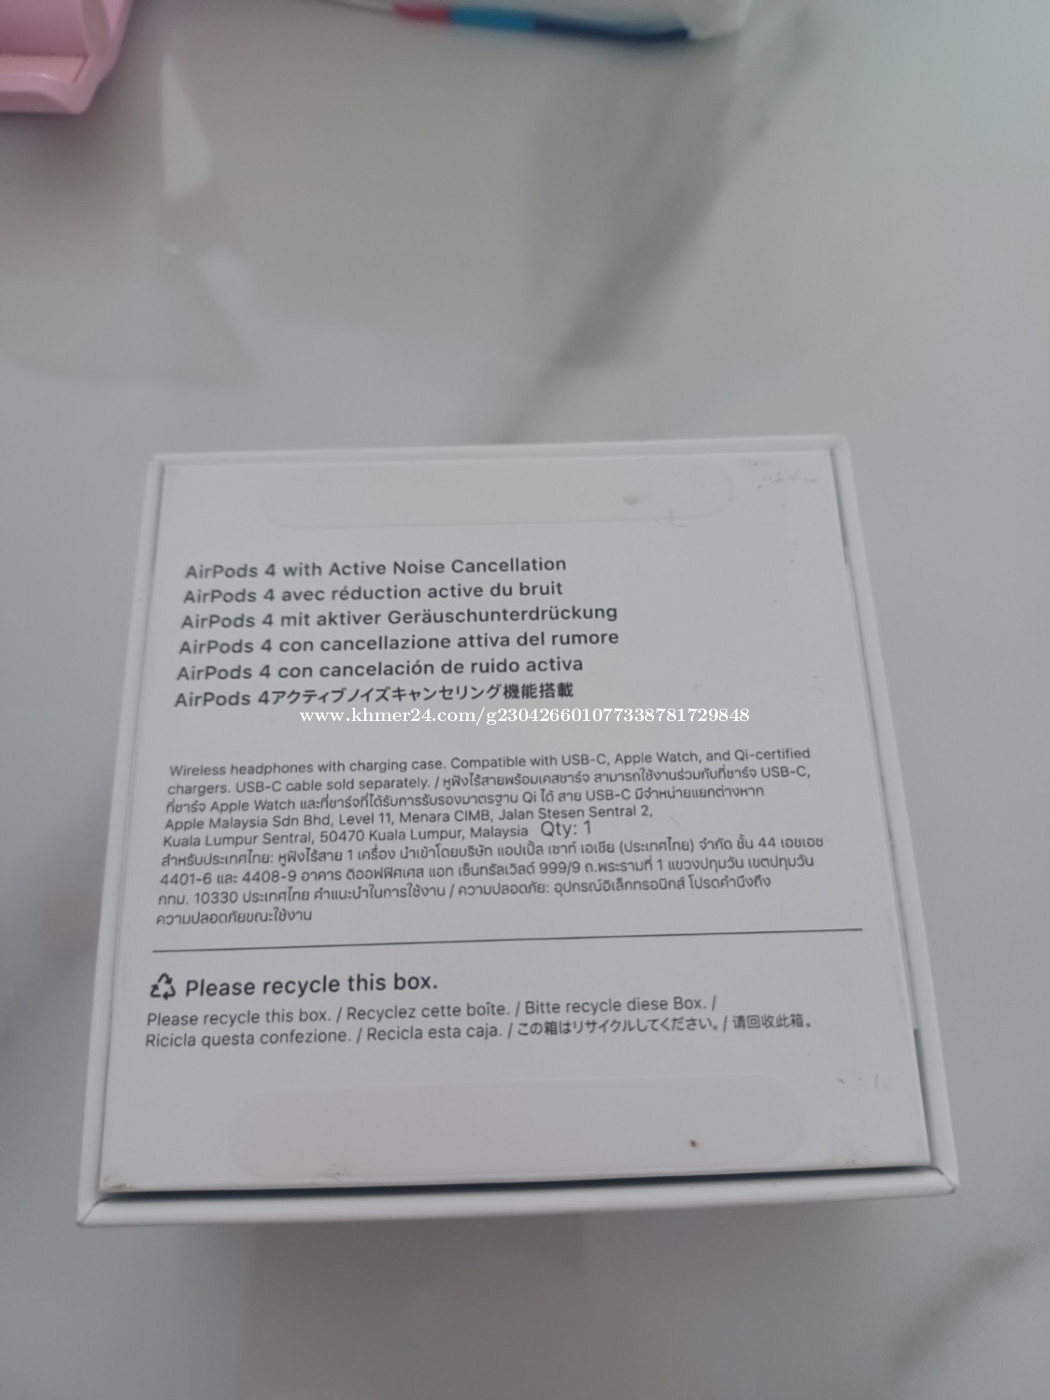 AirPods 4 with Active Noise Cancellation
AirPods 4 avec réduction active du bruit
AirPods 4 mit aktiver Geräuschunterdrückung
AirPods 4 con cancellazione attiva del rumore
AirPods 4 con cancelación de ruido activa
AirPods 4アクティブノイズキャンセリング機能搭載
www.khmer24.com/g230426601077338781729848
Wireless headphones with charging case. Compatible with USB-C, Apple Watch, and Qi-certified
chargers. USB-C cable sold separately. / หูฟังไร้สายพร้อมเคสชาร์จ สามารถใช้งานร่วมกับที่ชาร์จ USB-C,
ที่ชาร์จ Apple Watch และที่ชาร์จที่ได้รับการรับรองมาตรฐาน Qi ได้ สาย USB-C มีจำหน่ายแยกต่างหาก
Apple Malaysia Sdn Bhd, Level 11, Menara CIMB, Jalan Stesen Sentral 2,
Kuala Lumpur Sentral, 50470 Kuala Lumpur, Malaysia Qty: 1
สำหรับประเทศไทย: หูฟังไร้สาย 1 เครื่อง นำเข้าโดยบริษัท แอปเปิ้ล เซาท์ เอเชีย (ประเทศไทย) จำกัด ชั้น 44 เอชเอช
4401-6 และ 4408-9 อาคาร ดิออฟฟิศเศส แอท เซ็นทรัลเวิลด์ 999/9 ถ.พระรามที่ 1 แขวงปทุมวัน เขตปทุมวัน
กทม. 10330 ประเทศไทย คำแนะนำในการใช้งาน / ความปลอดภัย: อุปกรณ์อิเล็กทรอนิกส์ โปรดคำนึงถึง
ความปลอดภัยขณะใช้งาน
Please recycle this box.
Please recycle this box. / Recyclez cette boîte. / Bitte recycle diese Box. /
Ricicla questa confezione. / Recicla esta caja. / この箱はリサイクルしてください。/ 请回收此箱。